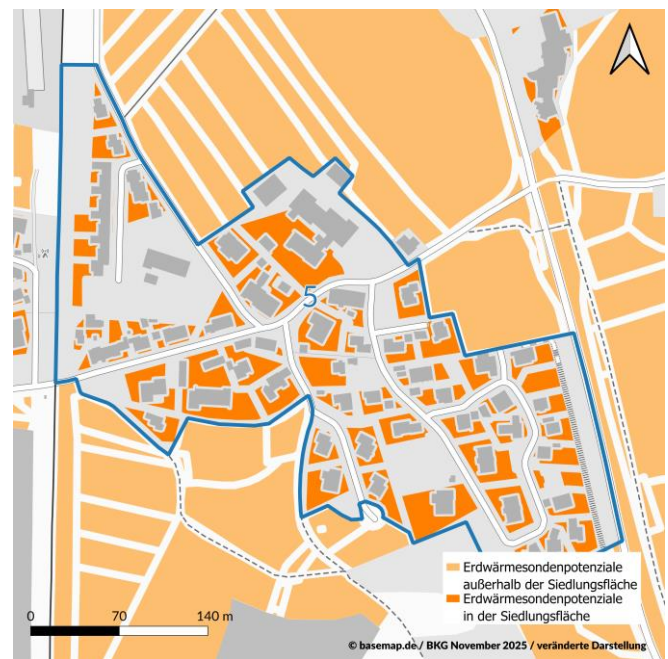 5
Erdwärmesondenpotenziale
außerhalb der Siedlungsfläche
Erdwärmesondenpotenziale
in der Siedlungsfläche
0 70 140 m
© basemap.de / BKG November 2025 / veränderte Darstellung